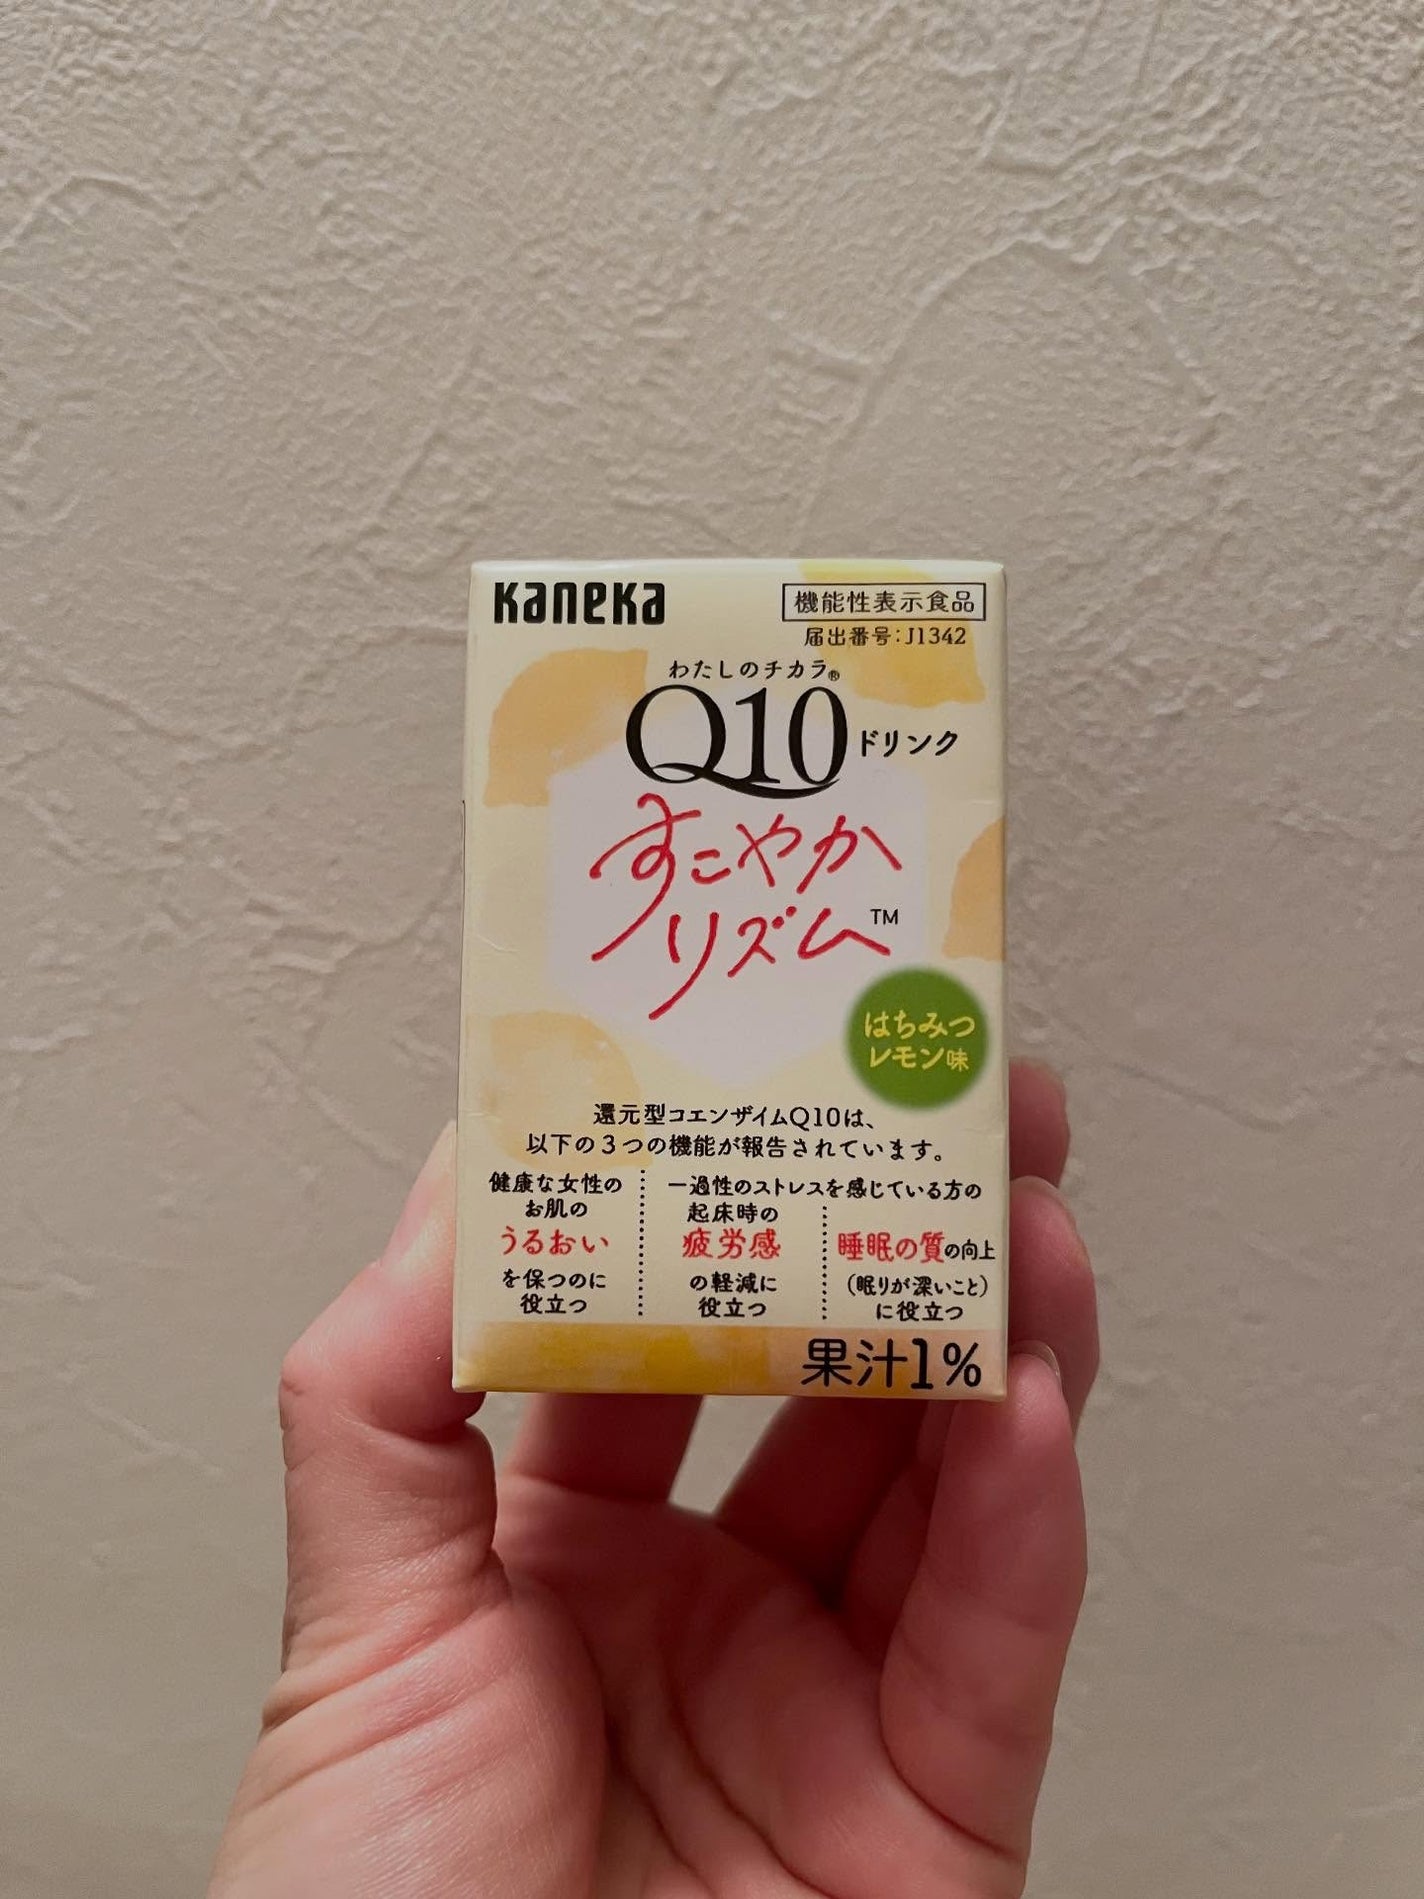 Kaneka
機能性表示食品
届出番号:J1342
わたしのチカラ®
Q10ドリンク
すこやか
リズム™
はちみつ
レモン味
還元型コエンザイムQ10は、
以下の3つの機能が報告されています。
健康な女性の
お肌の
うるおい
を保つのに
役立つ
一過性のストレスを感じている方の
起床時の
疲労感
の軽減に
役立つ
睡眠の質の向上
(眠りが深いこと)
に役立つ
果汁1%